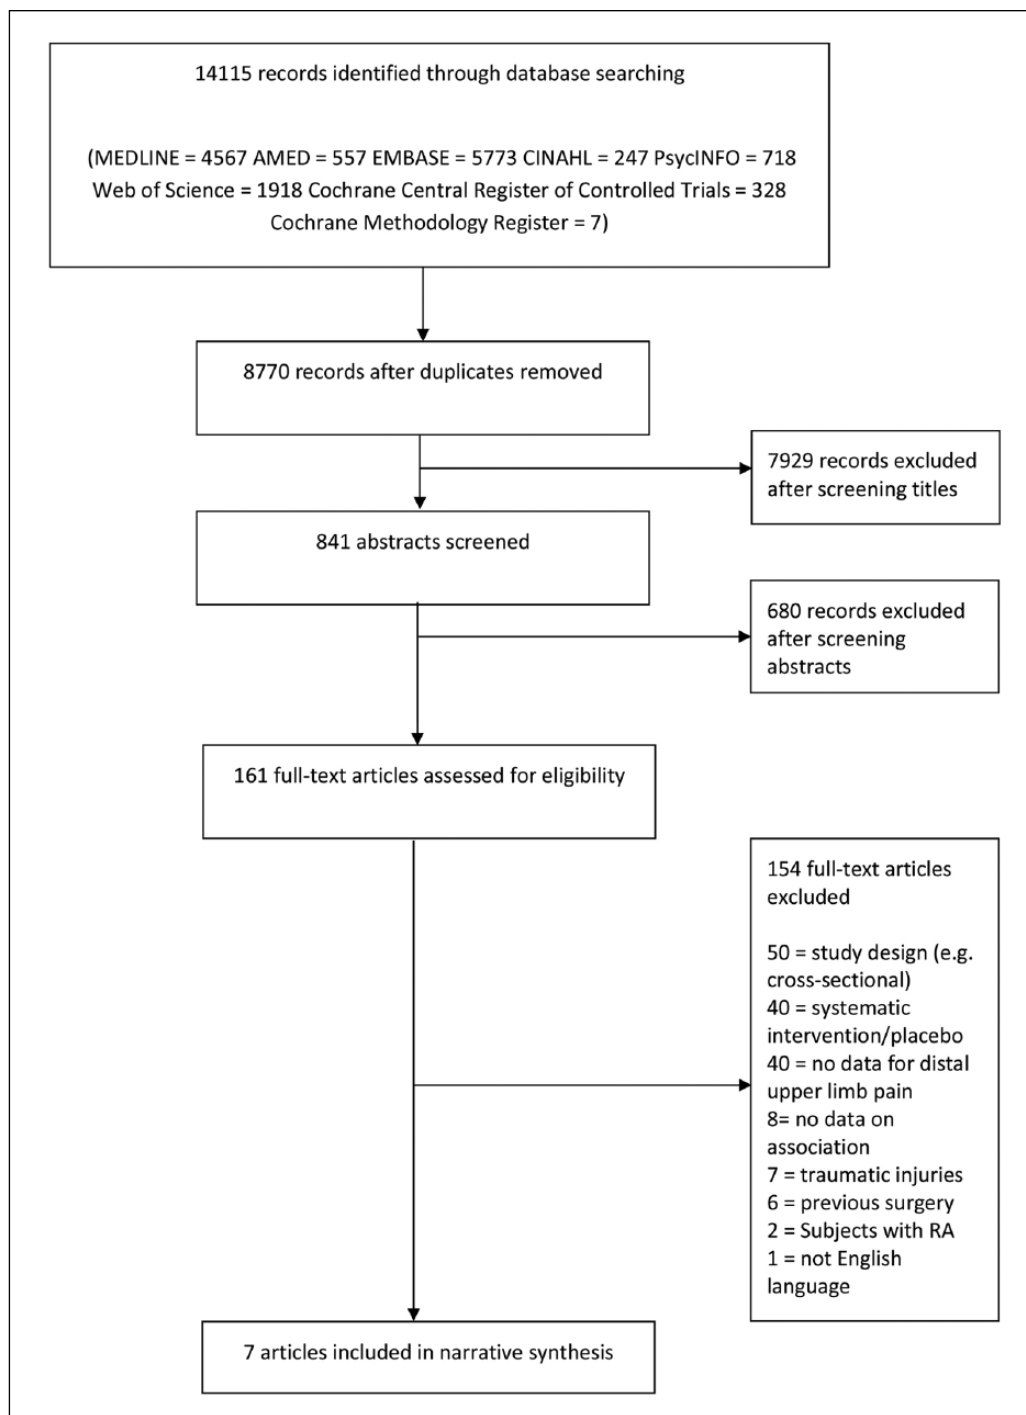 14115 records identified through database searching
(MEDLINE = 4567 AMED = 557 EMBASE = 5773 CINAHL = 247 PsycINFO = 718
Web of Science = 1918 Cochrane Central Register of Controlled Trials = 328
Cochrane Methodology Register = 7)
8770 records after duplicates removed
7929 records excluded
after screening titles
841 abstracts screened
680 records excluded
after screening
abstracts
161 full-text articles assessed for eligibility
154 full-text articles
excluded
50 = study design (e.g.
cross-sectional)
40 = systematic
intervention/placebo
40 = no data for distal
upper limb pain
8= no data on
association
7 = traumatic injuries
6 = previous surgery
2 = Subjects with RA
1 = not English
language
7 articles included in narrative synthesis